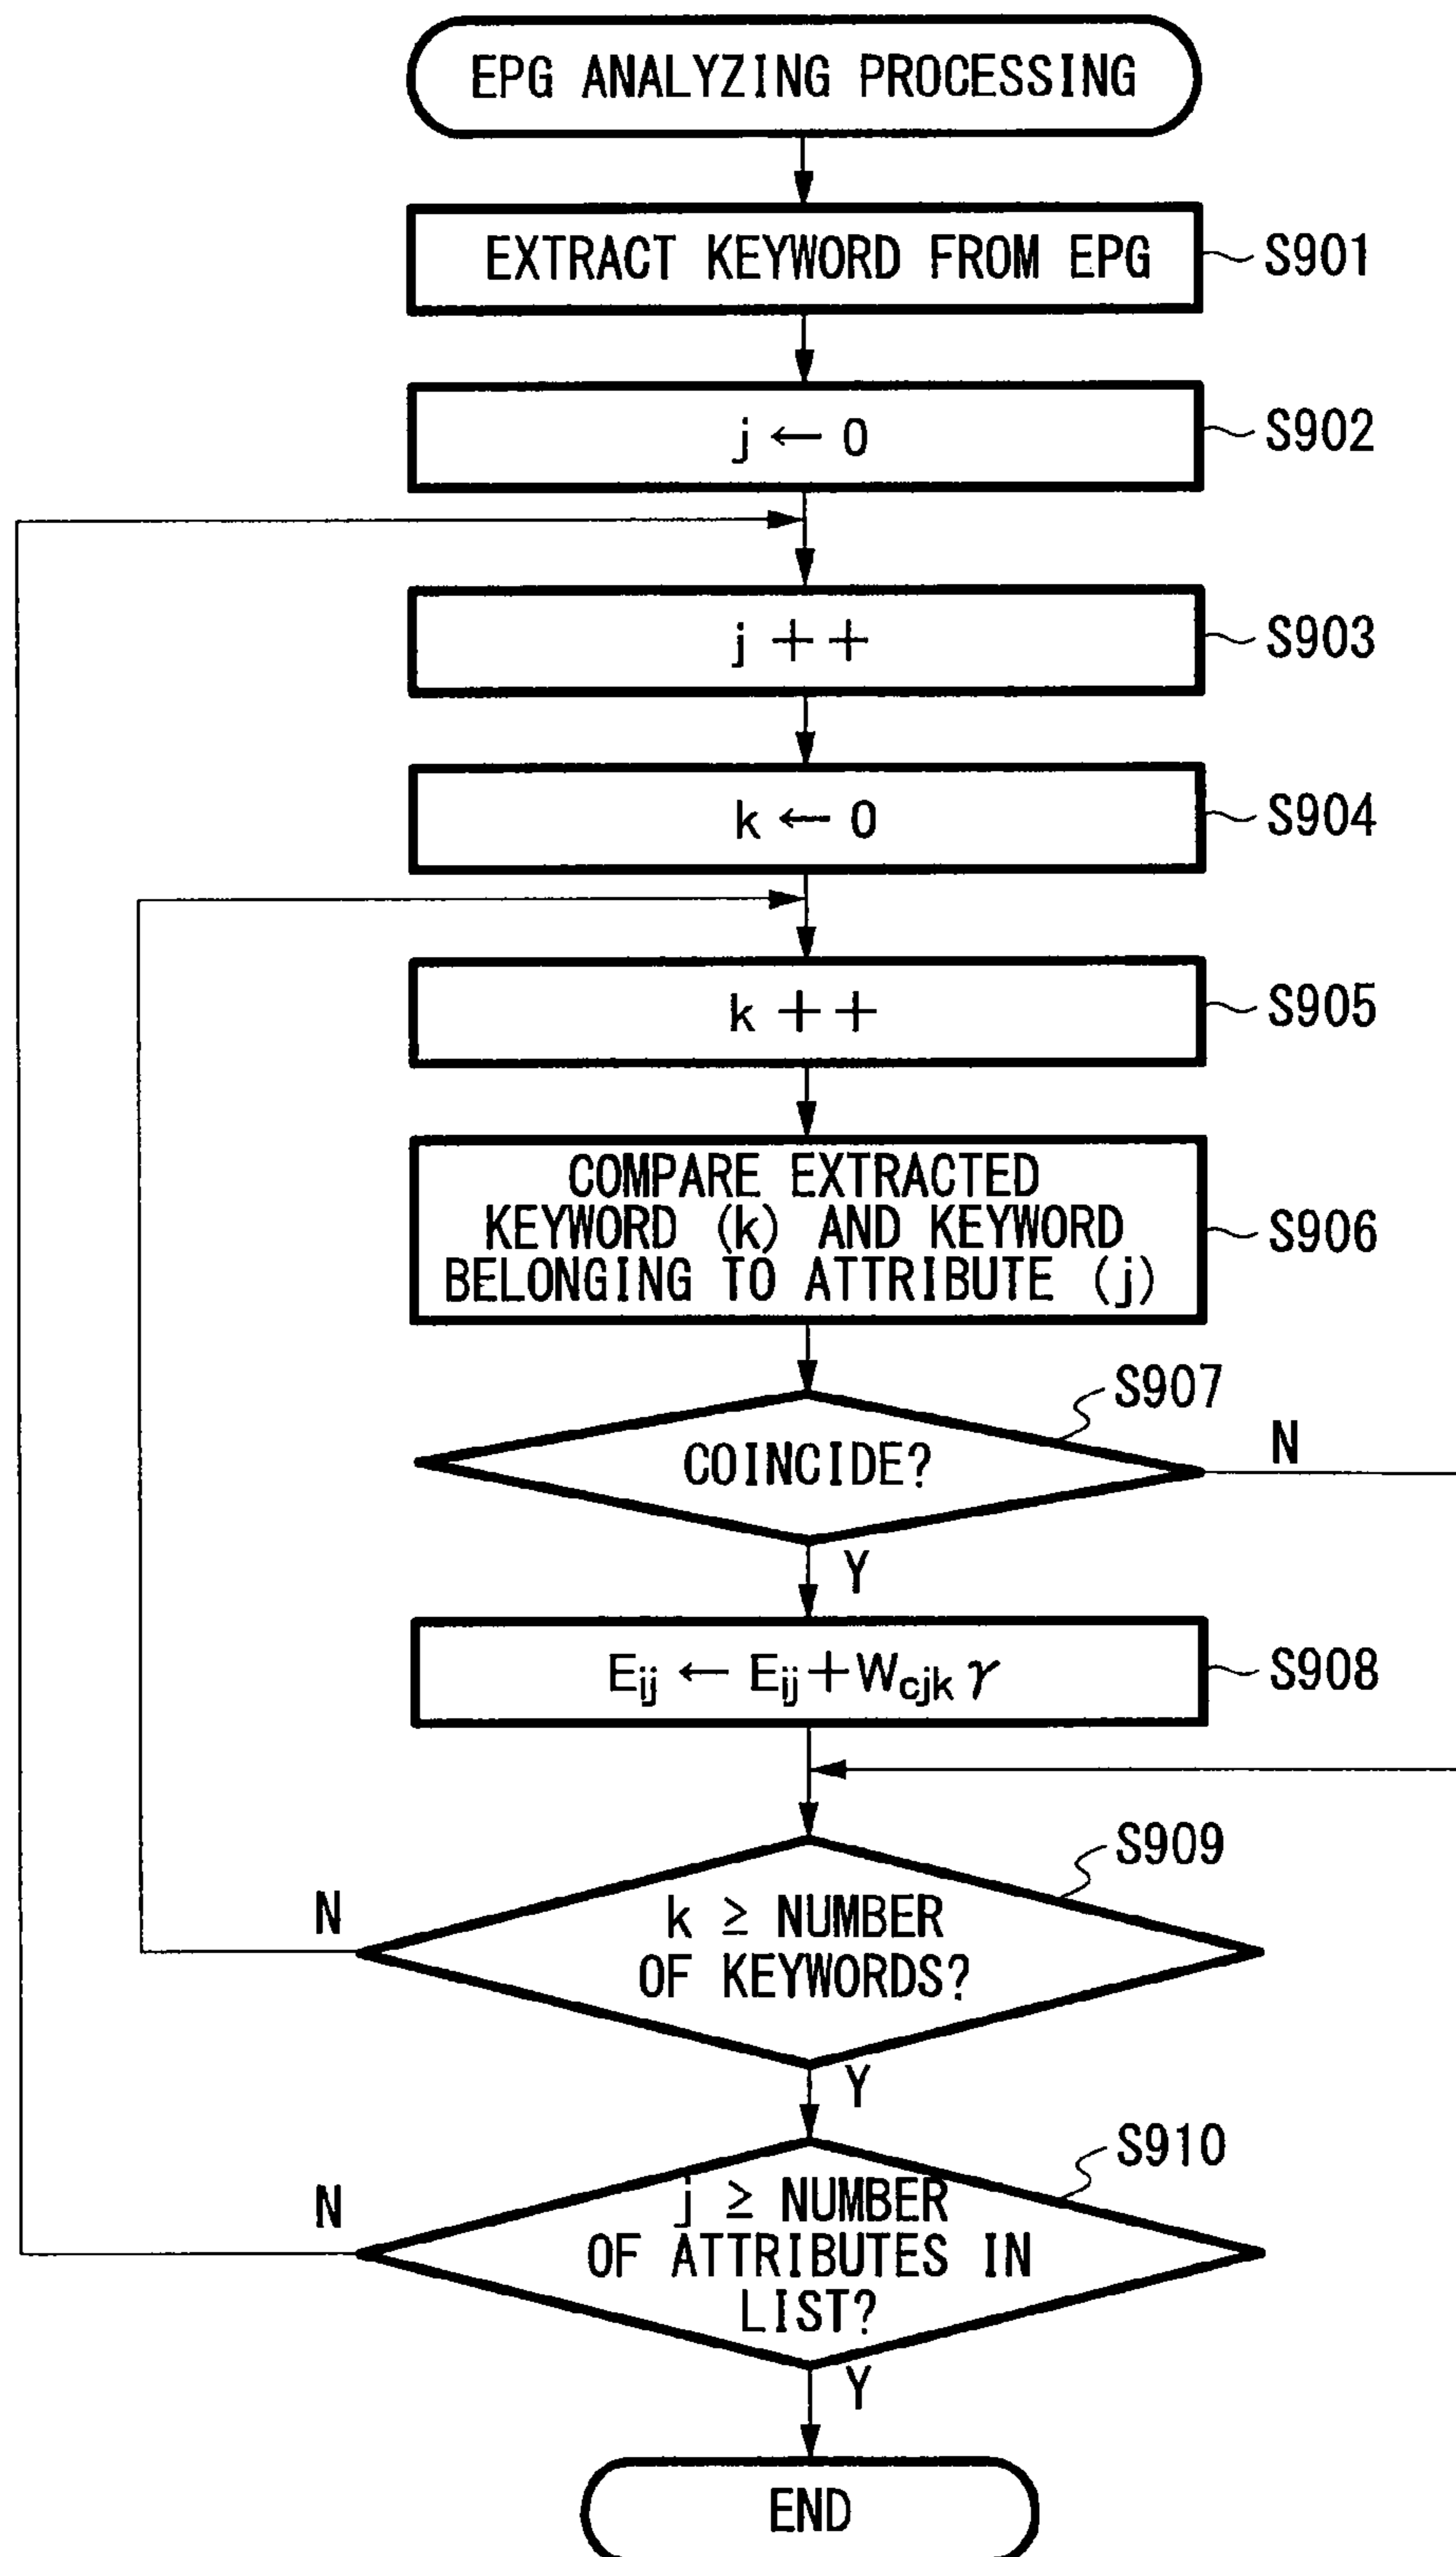 EPG ANALYZING PROCESSING
EXTRACT KEYWORD FROM EPG
S901
j ← 0
S902
j ++
S903
k ← 0
S904
k ++
S905
COMPARE EXTRACTED
KEYWORD (k) AND KEYWORD
BELONGING TO ATTRIBUTE (j)
S906
S907
COINCIDE?
N
Y
Eij ← Eij+Wcjk γ
S908
S909
k ≥ NUMBER
OF KEYWORDS?
N
Y
S910
j ≥ NUMBER
OF ATTRIBUTES IN
LIST?
N
Y
END